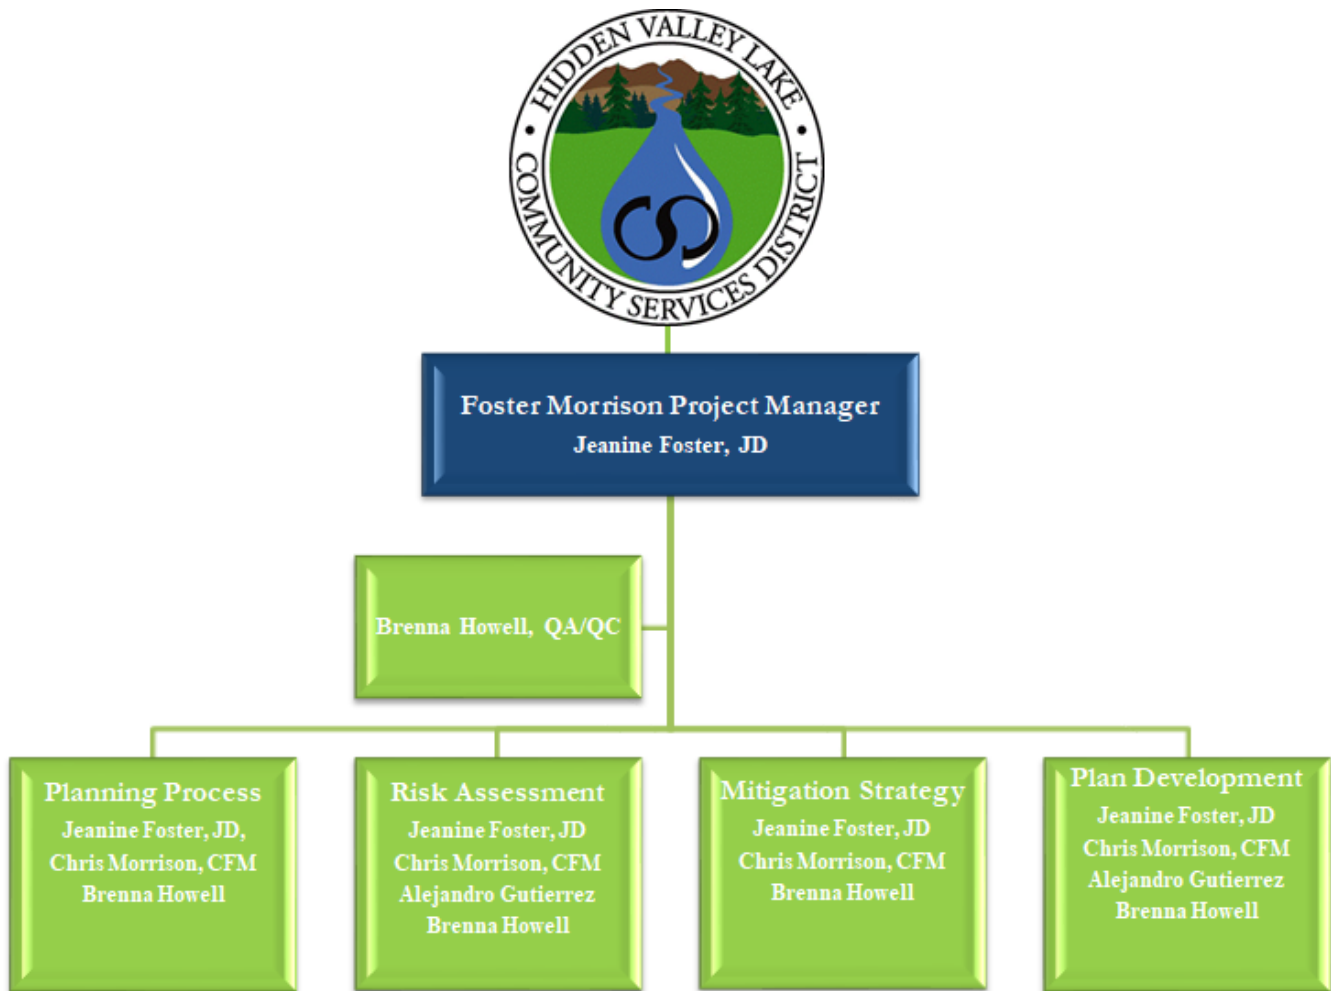 · HIDDEN VALLEY LAKE ·
COMMUNITY SERVICES DISTRICT
CSD
Foster Morrison Project Manager
Jeanine Foster, JD
Brenna Howell, QA/QC
Planning Process
Jeanine Foster, JD,
Chris Morrison, CFM
Brenna Howell
Risk Assessment
Jeanine Foster, JD
Chris Morrison, CFM
Alejandro Gutierrez
Brenna Howell
Mitigation Strategy
Jeanine Foster, JD
Chris Morrison, CFM
Brenna Howell
Plan Development
Jeanine Foster, JD
Chris Morrison, CFM
Alejandro Gutierrez
Brenna Howell